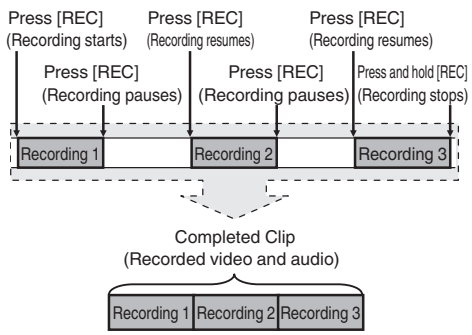 Press [REC]
(Recording starts)
Press [REC]
(Recording resumes)
Press [REC]
(Recording resumes)
Press [REC]
(Recording pauses)
Press [REC]
(Recording pauses)
Press and hold [REC]
(Recording stops)
Recording 1
Recording 2
Recording 3
Completed Clip
(Recorded video and audio)
Recording 1
Recording 2
Recording 3